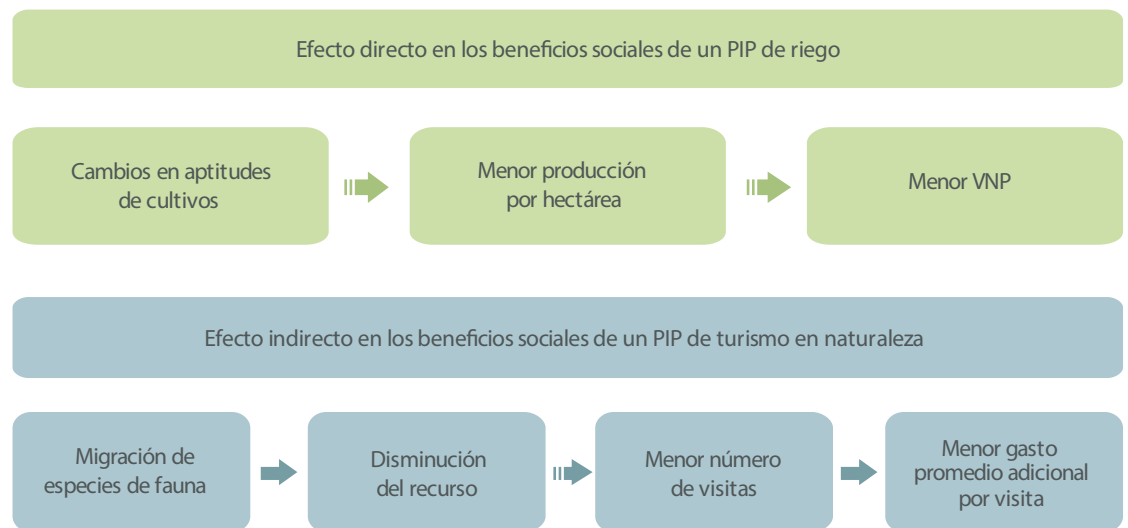 Efecto directo en los beneficios sociales de un PIP de riego
Cambios en aptitudes
de cultivos
Menor producción
por hectárea
Menor VNP
Efecto indirecto en los beneficios sociales de un PIP de turismo en naturaleza
Migración de
especies de fauna
Disminución
del recurso
Menor número
de visitas
Menor gasto
promedio adicional
por visita